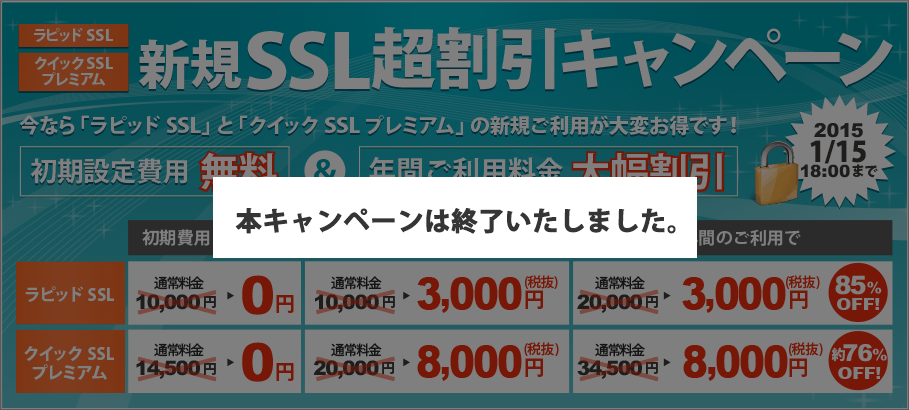 ラピッド SSL
クイックSSL
プレミアム
新規SSL超割引キャンペーン
今なら「ラピッド SSL」と「クイック SSL プレミアム」の新規ご利用が大変お得です!
初期設定費用 無料 & 年間ご利用料金 大幅割引
2015
1/15
18:00まで
本キャンペーンは終了いたしました。
初期費用
間のご利用で
ラピッド SSL
通常料金
10,000円
0円
通常料金
10,000円
3,000円(税抜)
通常料金
20,000円
3,000円(税抜)
85%
OFF!
クイック SSL
プレミアム
通常料金
14,500円
0円
通常料金
20,000円
8,000円(税抜)
通常料金
34,500円
8,000円(税抜)
約76%
OFF!